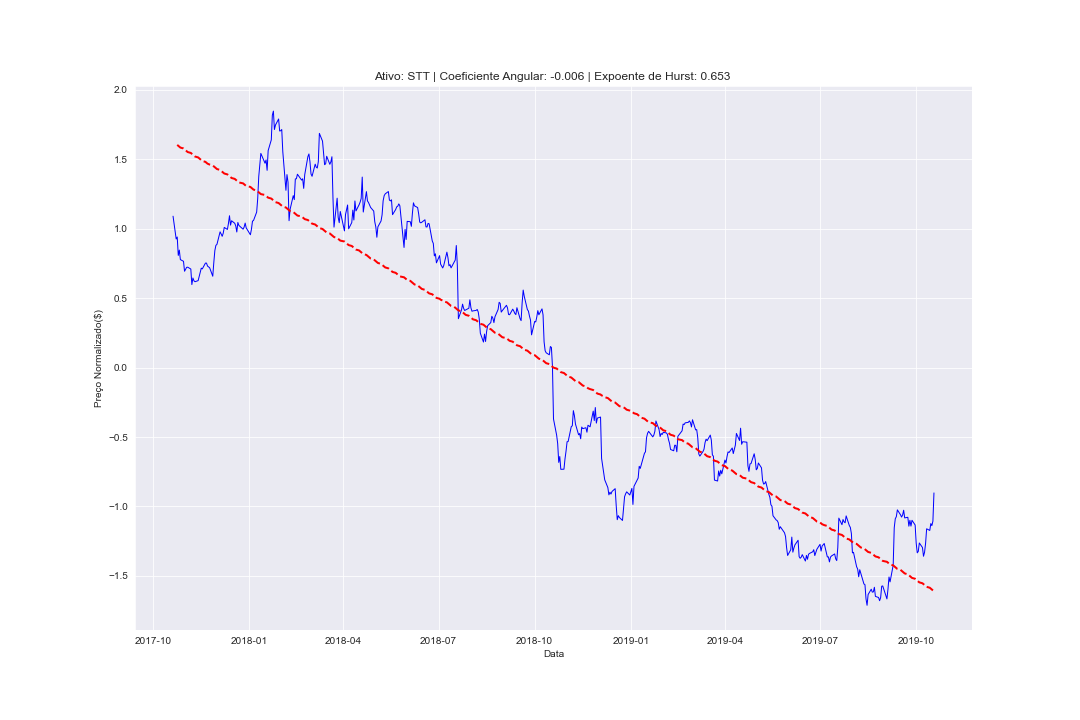 Ativo: STT | Coeficiente Angular: -0.006 | Expoente de Hurst: 0.653
2.0
1.5
1.0
0.5
0.0
−0.5
−1.0
−1.5
Preço Normalizado($)
2017-10 2018-01 2018-04 2018-07 2018-10 2019-01 2019-04 2019-07 2019-10
Data